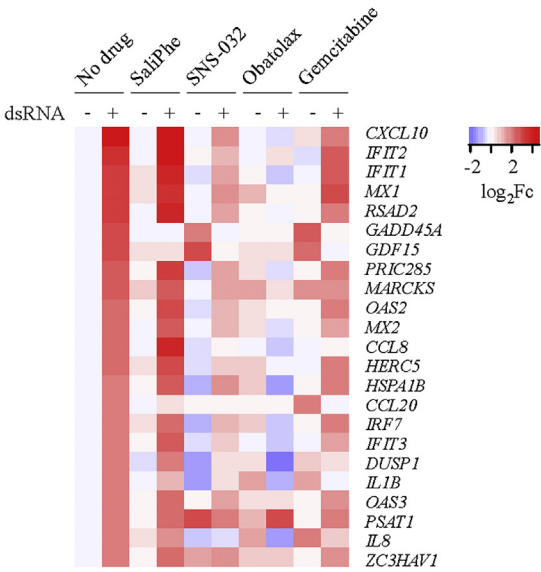 No drug
SaliPhe
SNS-032
Obatolax
Gemcitabine
dsRNA - + - + - + - + - +
CXCL10
IFIT2
IFIT1
MX1
RSAD2
GADD45A
GDF15
PRIC285
MARCKS
OAS2
MX2
CCL8
HERC5
HSPA1B
CCL20
IRF7
IFIT3
DUSP1
IL1B
OAS3
PSAT1
IL8
ZC3HAV1
-2 2
log2Fc